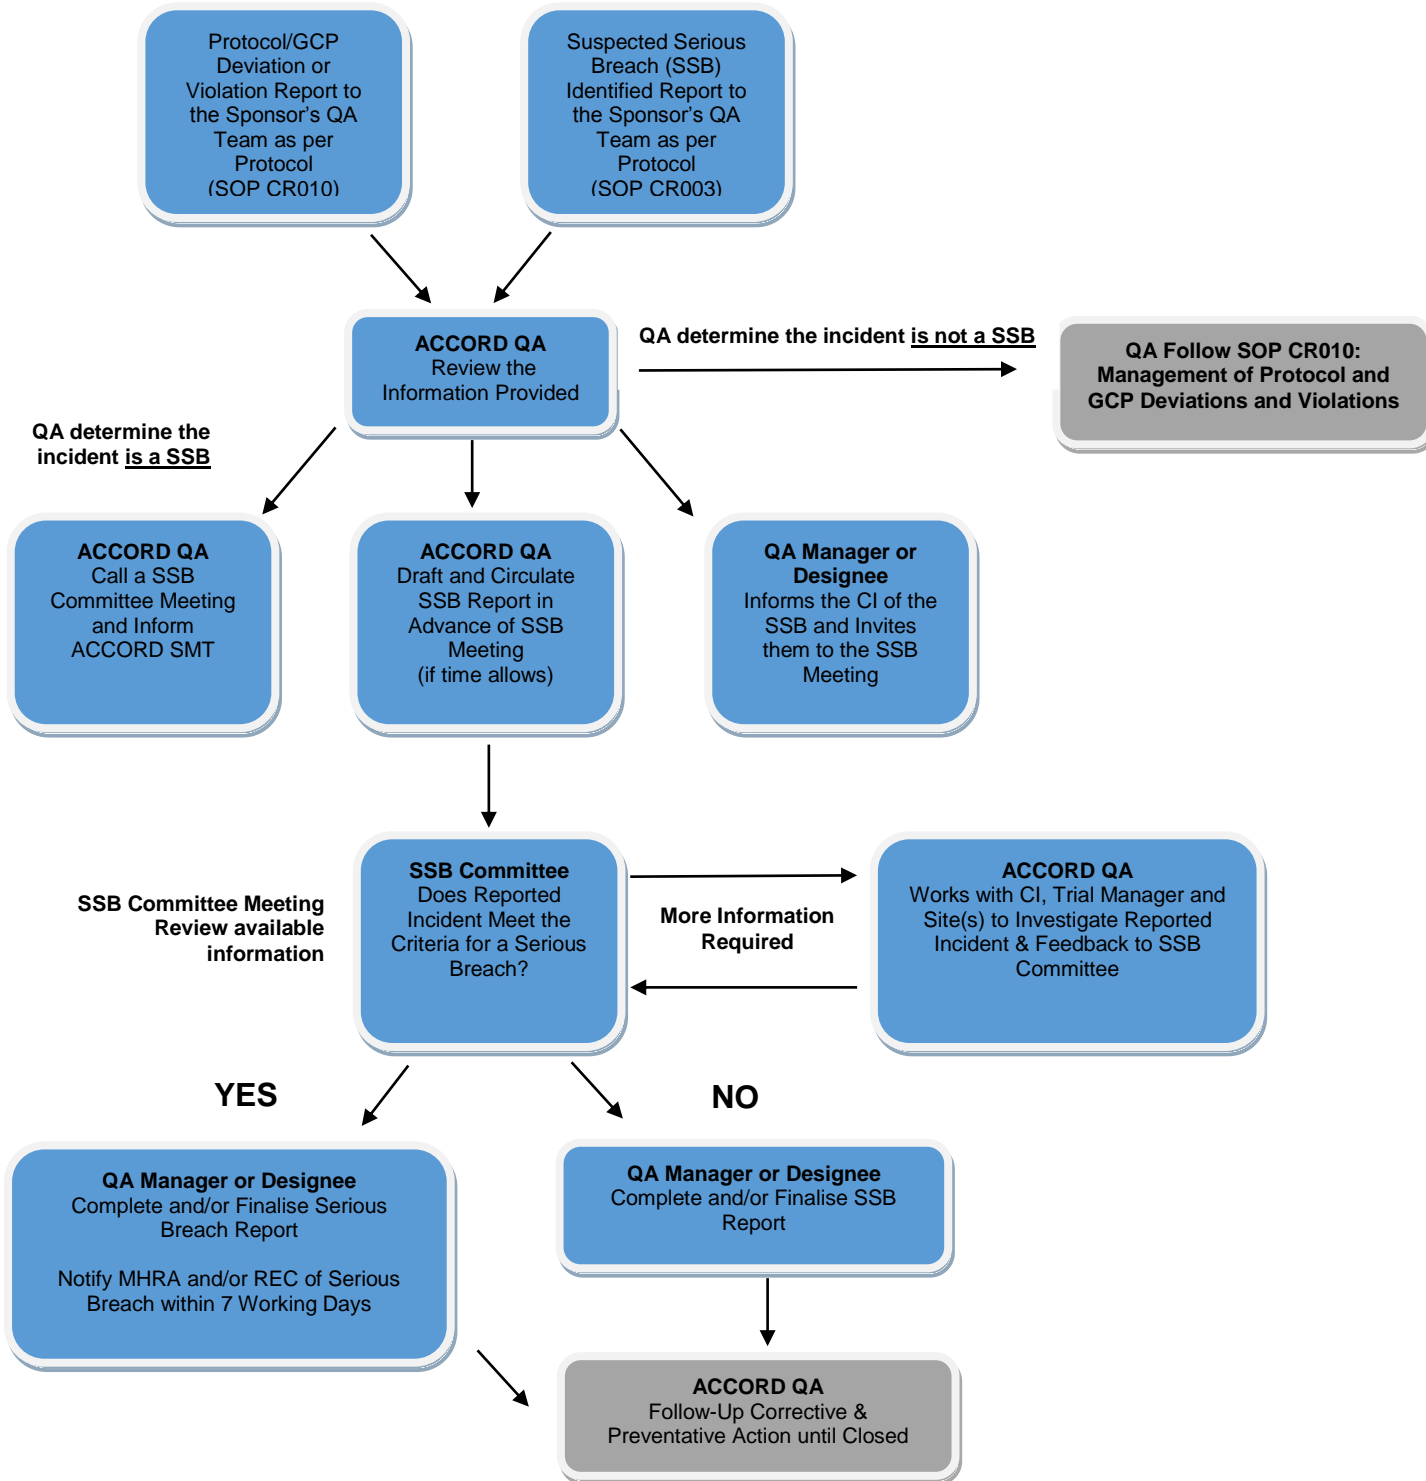 Protocol/GCP
Deviation or
Violation Report to
the Sponsor’s QA
Team as per
Protocol
(SOP CR010)
Suspected Serious
Breach (SSB)
Identified Report to
the Sponsor’s QA
Team as per
Protocol
(SOP CR003)
ACCORD QA
Review the
Information Provided
QA determine the incident is not a SSB
QA Follow SOP CR010:
Management of Protocol and
GCP Deviations and Violations
QA determine the
incident is a SSB
ACCORD QA
Call a SSB
Committee Meeting
and Inform
ACCORD SMT
ACCORD QA
Draft and Circulate
SSB Report in
Advance of SSB
Meeting
(if time allows)
QA Manager or
Designee
Informs the CI of the
SSB and Invites
them to the SSB
Meeting
SSB Committee Meeting
Review available
information
SSB Committee
Does Reported
Incident Meet the
Criteria for a Serious
Breach?
More Information
Required
ACCORD QA
Works with CI, Trial Manager and
Site(s) to Investigate Reported
Incident & Feedback to SSB
Committee
YES
NO
QA Manager or Designee
Complete and/or Finalise Serious
Breach Report
Notify MHRA and/or REC of Serious
Breach within 7 Working Days
QA Manager or Designee
Complete and/or Finalise SSB
Report
ACCORD QA
Follow-Up Corrective &
Preventative Action until Closed